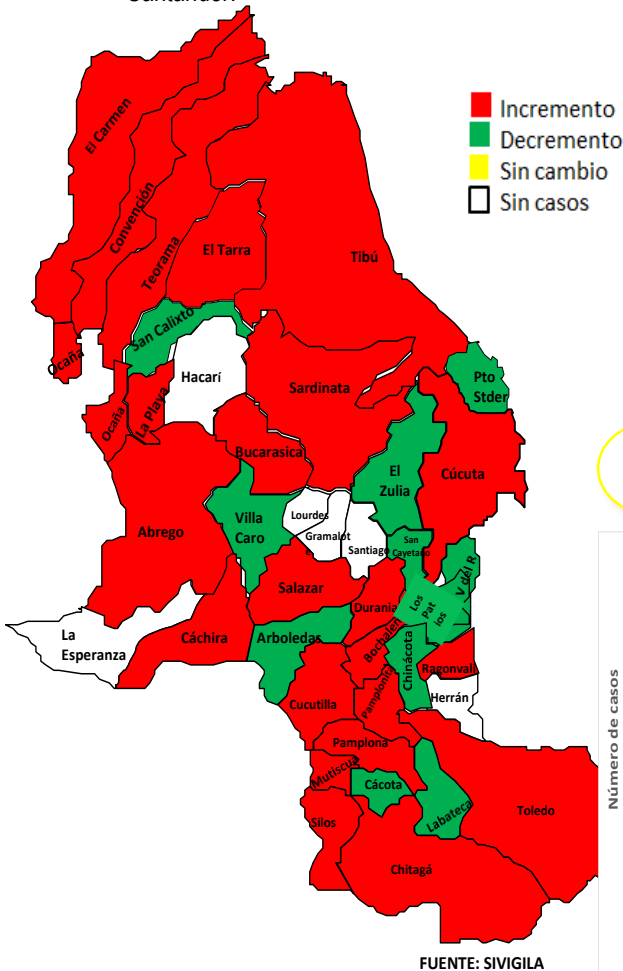 Incremento
Decremento
Sin cambio
Sin casos
El Carmen
Convención
Teorama
El Tarra
Tibú
San Calixto
Ocaña
Hacarí
Sardinata
Pto
Stder
Ocaña
La Playa
Bucarasica
El
Zulia
Cúcuta
Villa
Caro
Lourdes
Gramalot
e
Santiago
San
Cayetano
Abrego
Salazar
Durania
Los
Pat
ios
V del R
La
Esperanza
Cáchira
Arboledas
Bochalem
Chinácota
Ragonvali
Herrán
Cucutilla
Pamplonita
Pamplona
Mutiscua
Cácota
Labateca
Toledo
Silos
Chitagá
Número de casos
FUENTE: SIVIGILA